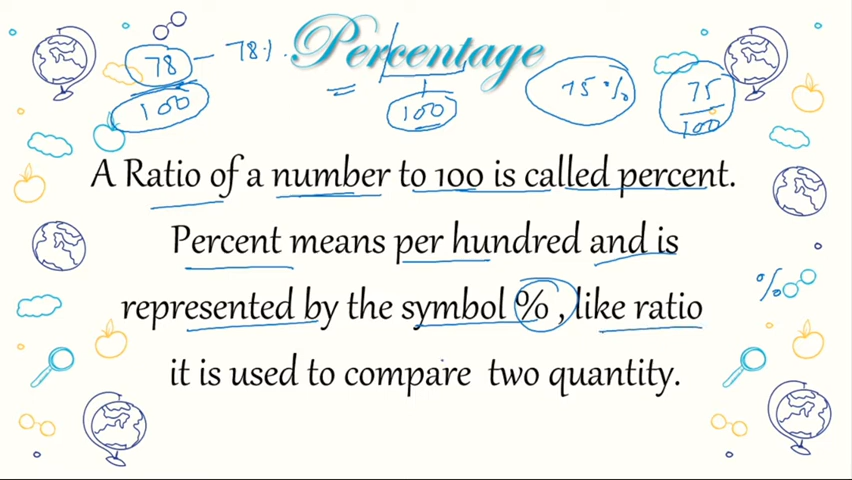 Percentage
78 — 78%.
100
= 
100
75%
75
100
A Ratio of a number to 100 is called percent.
Percent means per hundred and is
represented by the symbol %, like ratio
%
it is used to compare two quantity.